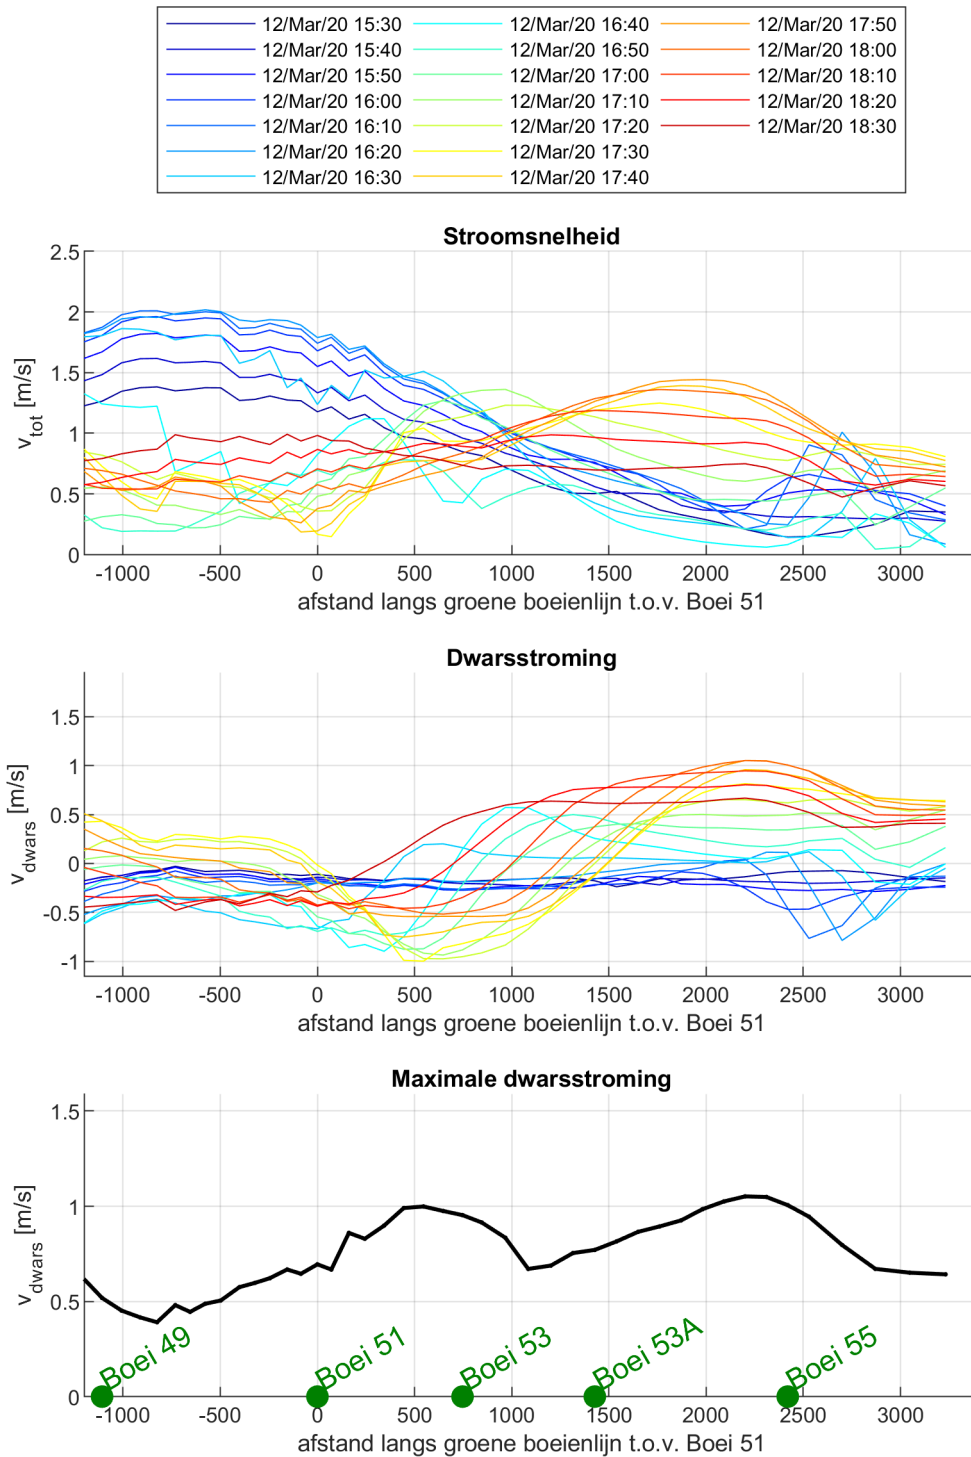 12/Mar/20 15:30
12/Mar/20 15:40
12/Mar/20 15:50
12/Mar/20 16:00
12/Mar/20 16:10
12/Mar/20 16:20
12/Mar/20 16:30
12/Mar/20 16:40
12/Mar/20 16:50
12/Mar/20 17:00
12/Mar/20 17:10
12/Mar/20 17:20
12/Mar/20 17:30
12/Mar/20 17:40
12/Mar/20 17:50
12/Mar/20 18:00
12/Mar/20 18:10
12/Mar/20 18:20
12/Mar/20 18:30
Stroomsnelheid
v_tot [m/s]
2.5
2
1.5
1
0.5
0
-1000 -500 0 500 1000 1500 2000 2500 3000
afstand langs groene boeienlijn t.o.v. Boei 51
Dwarsstroming
v_dwars [m/s]
1.5
1
0.5
0
-0.5
-1
-1000 -500 0 500 1000 1500 2000 2500 3000
afstand langs groene boeienlijn t.o.v. Boei 51
Maximale dwarsstroming
v_dwars [m/s]
1.5
1
0.5
0
Boei 49 Boei 51 Boei 53 Boei 53A Boei 55
-1000 -500 0 500 1000 1500 2000 2500 3000
afstand langs groene boeienlijn t.o.v. Boei 51